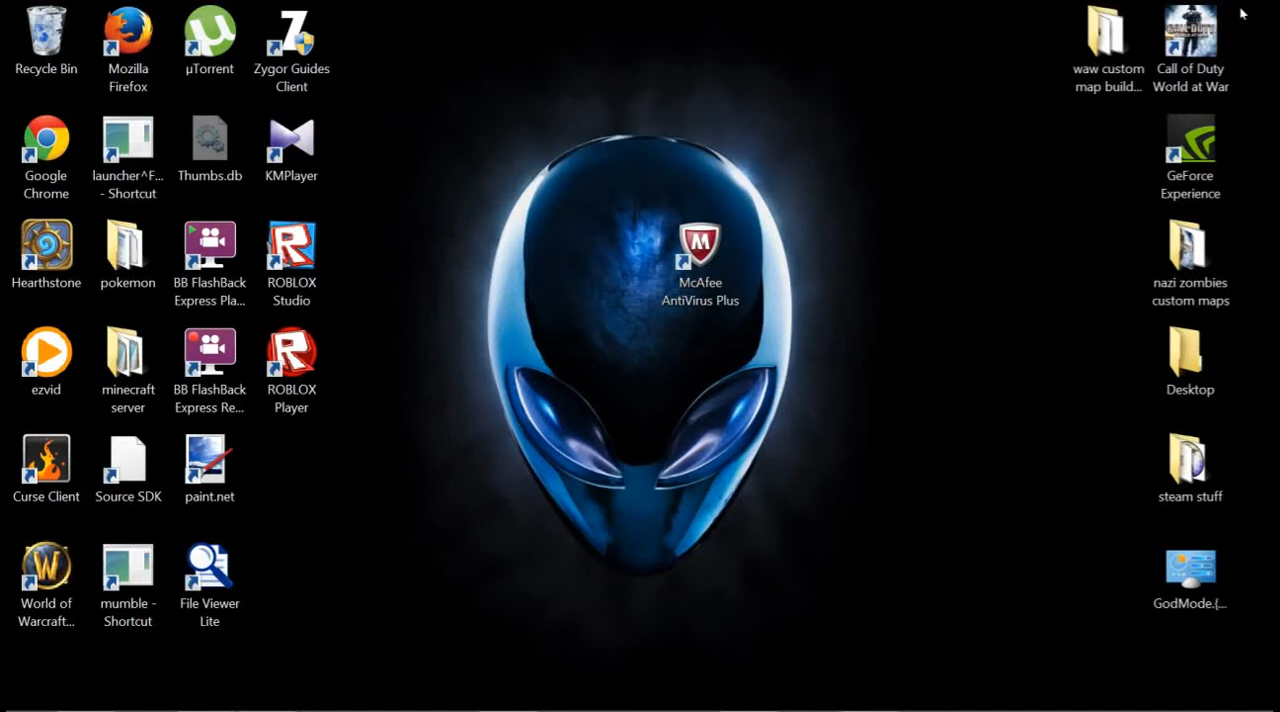 Recycle Bin
Mozilla
Firefox
µTorrent
Zygor Guides
Client
Google
Chrome
launcher^F...
- Shortcut
Thumbs.db
KMPlayer
Hearthstone
pokemon
BB FlashBack
Express Pla...
ROBLOX
Studio
ezvid
minecraft
server
BB FlashBack
Express Re...
ROBLOX
Player
Curse Client
Source SDK
paint.net
World of
Warcraft...
mumble -
Shortcut
File Viewer
Lite
McAfee
AntiVirus Plus
waw custom
map build...
CALL OF DUTY
Call of Duty
World at War
GeForce
Experience
nazi zombies
custom maps
Desktop
steam stuff
GodMode.{...